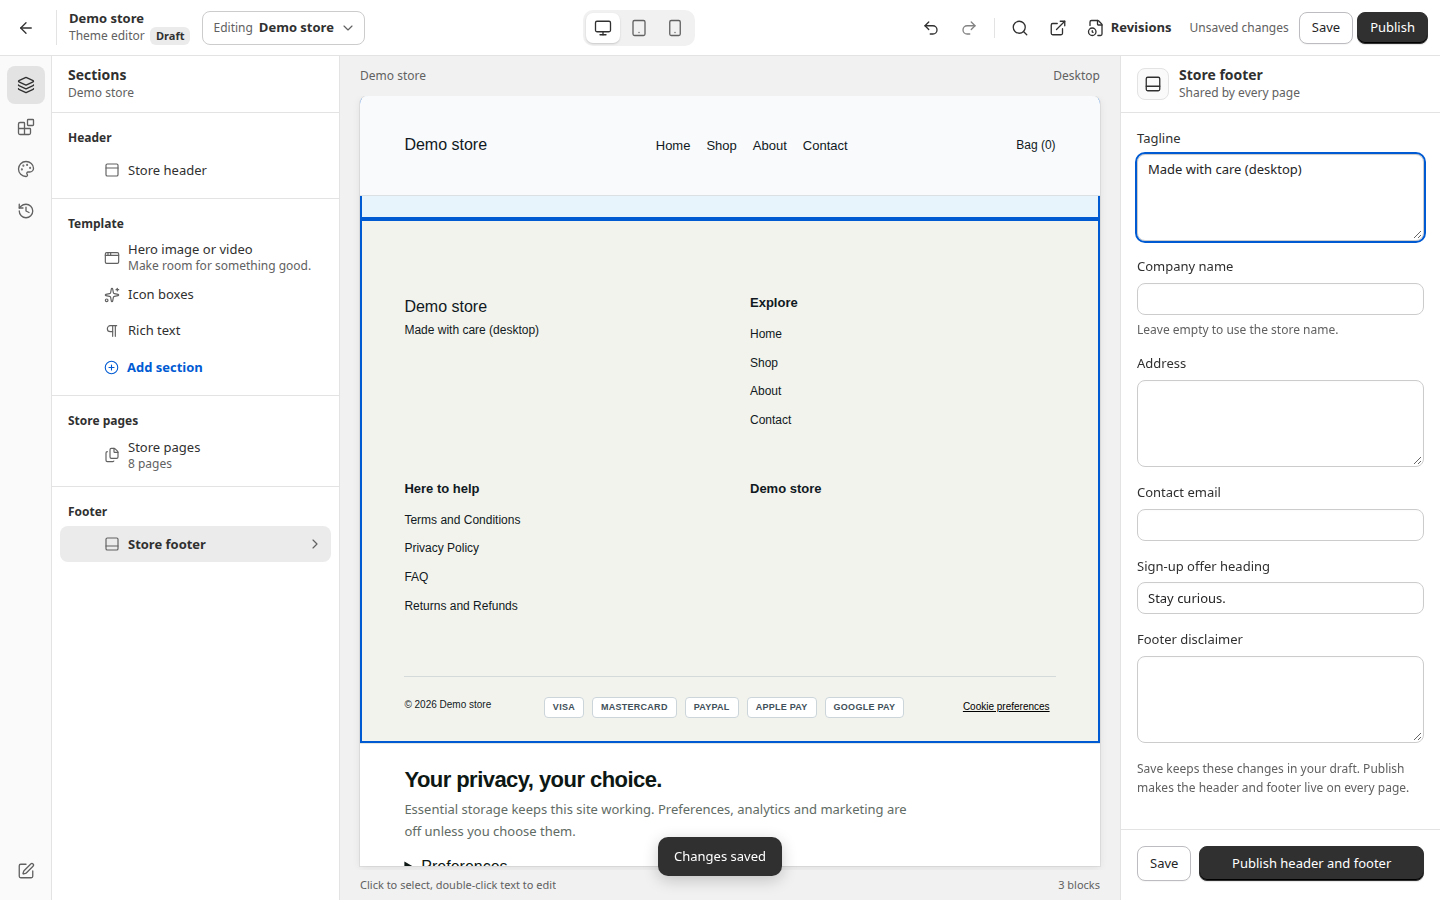 Demo store
Theme editor Draft
Editing Demo store
Revisions
Unsaved changes
Save
Publish
Sections
Demo store
Header
Store header
Template
Hero image or video
Make room for something good.
Icon boxes
Rich text
Add section
Store pages
Store pages
8 pages
Footer
Store footer
Demo store
Desktop
Demo store
Home Shop About Contact
Bag (0)
Demo store
Made with care (desktop)
Explore
Home
Shop
About
Contact
Here to help
Terms and Conditions
Privacy Policy
FAQ
Returns and Refunds
Demo store
© 2026 Demo store
VISA MASTERCARD PAYPAL APPLE PAY GOOGLE PAY
Cookie preferences
Your privacy, your choice.
Essential storage keeps this site working. Preferences, analytics and marketing are
off unless you choose them.
Preferences
Changes saved
Click to select, double-click text to edit
3 blocks
Store footer
Shared by every page
Tagline
Made with care (desktop)
Company name
Leave empty to use the store name.
Address
Contact email
Sign-up offer heading
Stay curious.
Footer disclaimer
Save keeps these changes in your draft. Publish
makes the header and footer live on every page.
Save
Publish header and footer